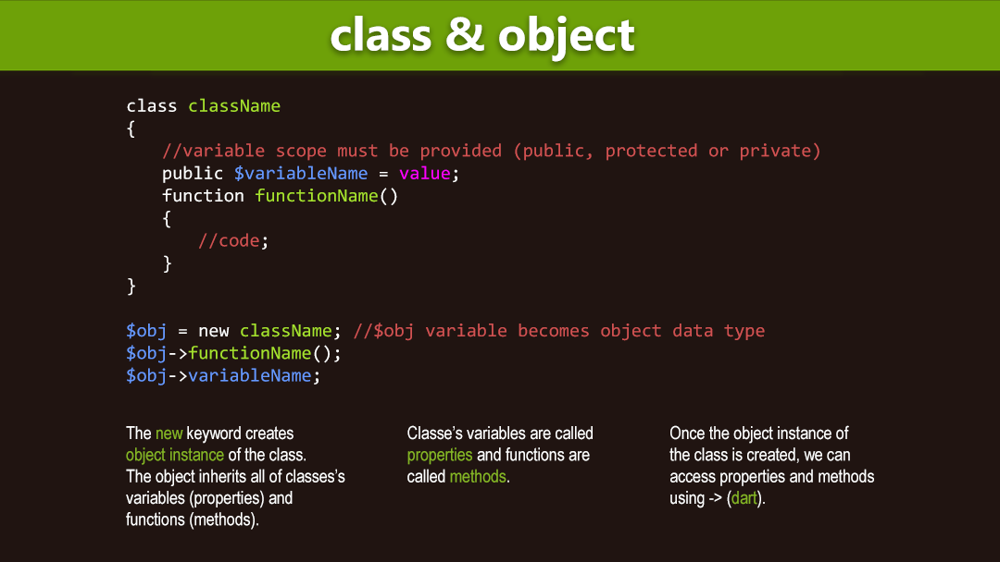 class & object
class className
{
//variable scope must be provided (public, protected or private)
public $variableName = value;
function functionName()
{
//code;
}
}
$obj = new className; //$obj variable becomes object data type
$obj->functionName();
$obj->variableName;
The new keyword creates
object instance of the class.
The object inherits all of classes's
variables (properties) and
functions (methods).
Classe's variables are called
properties and functions are
called methods.
Once the object instance of
the class is created, we can
access properties and methods
using -> (dart).